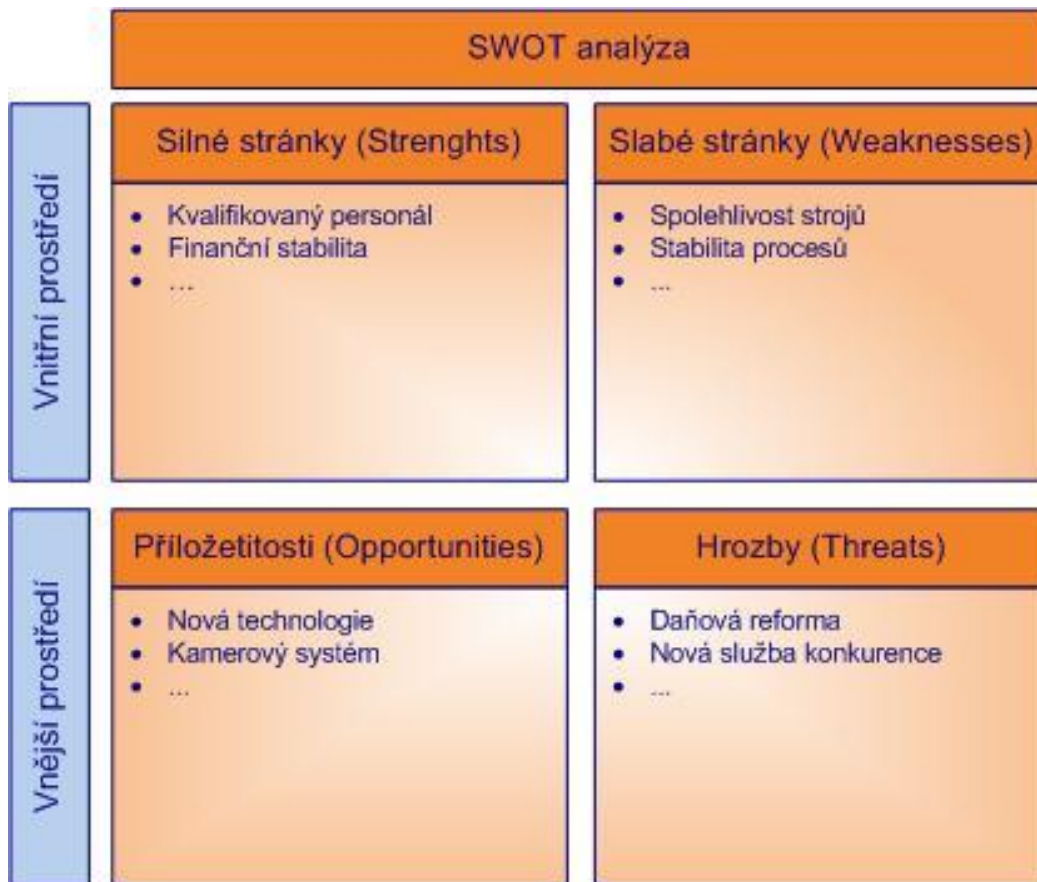 SWOT analýza
Vnitřní prostředí
Silné stránky (Strenghts)
• Kvalifikovaný personál
• Finanční stabilita
• ...
Slabé stránky (Weaknesses)
• Spolehlivost strojů
• Stabilita procesů
• ...
Vnější prostředí
Příložetitosti (Opportunities)
• Nová technologie
• Kamerový systém
• ...
Hrozby (Threats)
• Daňová reforma
• Nová služba konkurence
• ...